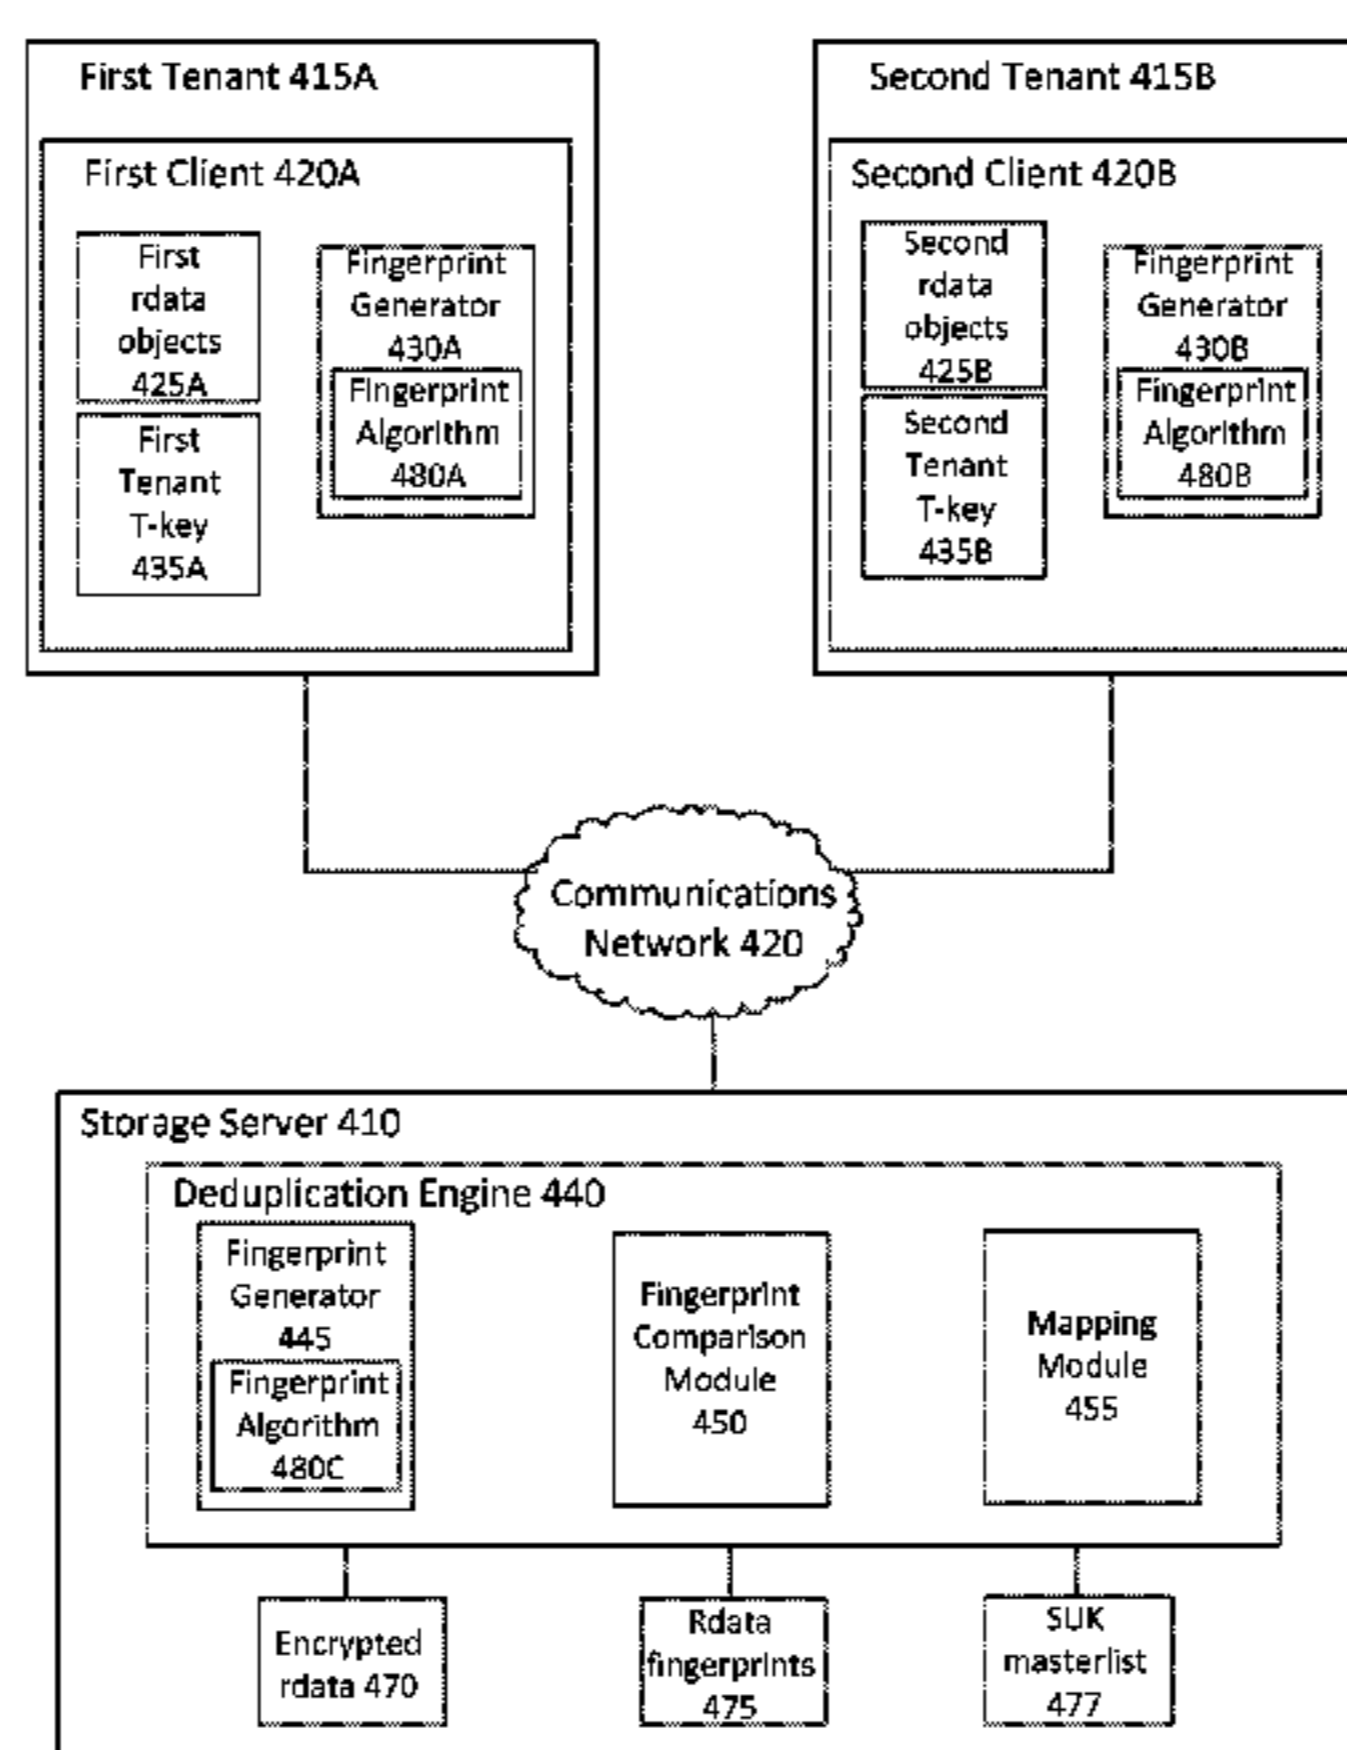 First Tenant 415A
First Client 420A
First
rdata
objects
425A
First
Tenant
T-key
435A
Fingerprint
Generator
430A
Fingerprint
Algorithm
480A
Second Tenant 415B
Second Client 420B
Second
rdata
objects
425B
Second
Tenant
T-key
435B
Fingerprint
Generator
430B
Fingerprint
Algorithm
480B
Communications
Network 420
Storage Server 410
Deduplication Engine 440
Fingerprint
Generator
445
Fingerprint
Algorithm
480C
Fingerprint
Comparison
Module
450
Mapping
Module
455
Encrypted
rdata 470
Rdata
fingerprints
475
SUK
masterlist
477